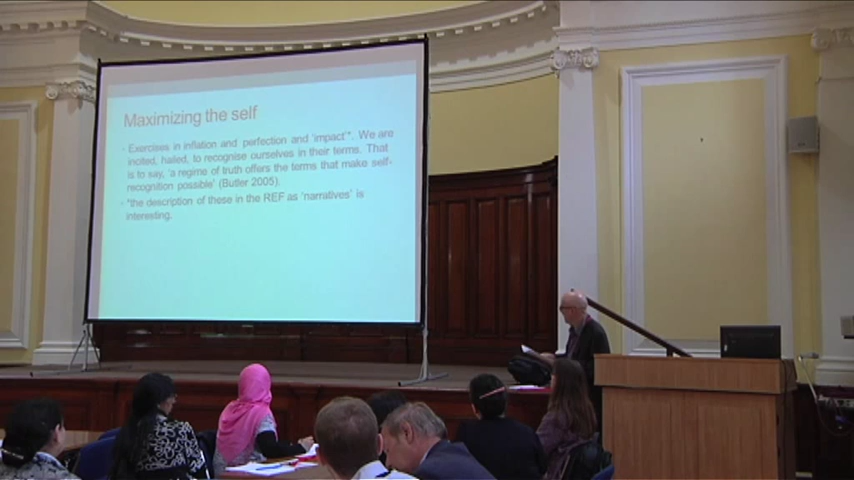 Maximizing the self
• Exercises in inflation and perfection and 'impact'*. We are
incited, hailed, to recognise ourselves in their terms. That
is to say, 'a regime of truth offers the terms that make self-
recognition possible' (Butler 2005).
• *the description of these in the REF as 'narratives' is
interesting.